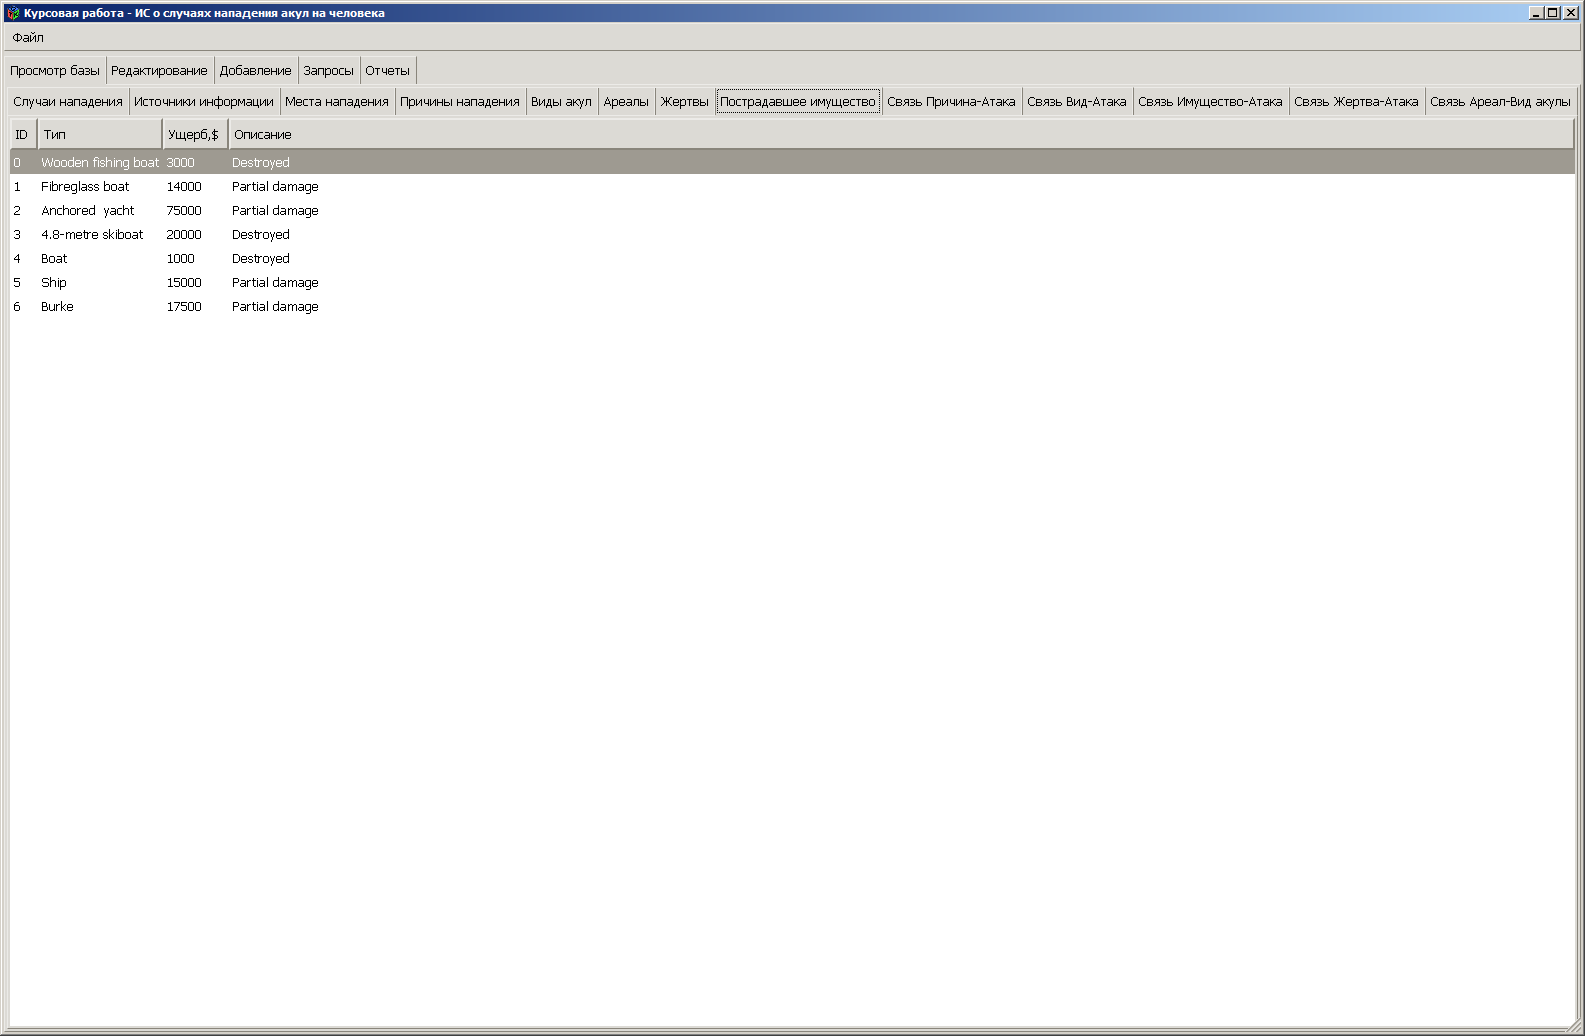 Курсовая работа - ИС о случаях нападения акул на человека
Файл
Просмотр базы Редактирование Добавление Запросы Отчеты
Случаи нападения Источники информации Места нападения Причины нападения Виды акул Ареалы Жертвы Пострадавшее имущество Связь Причина-Атака Связь Вид-Атака Связь Имущество-Атака Связь Жертва-Атака Связь Ареал-Вид акулы
ID Тип Ущерб,$ Описание
0 Wooden fishing boat 3000 Destroyed
1 Fibreglass boat 14000 Partial damage
2 Anchored  yacht 75000 Partial damage
3 4.8-metre skiboat 20000 Destroyed
4 Boat 1000 Destroyed
5 Ship 15000 Partial damage
6 Burke 17500 Partial damage